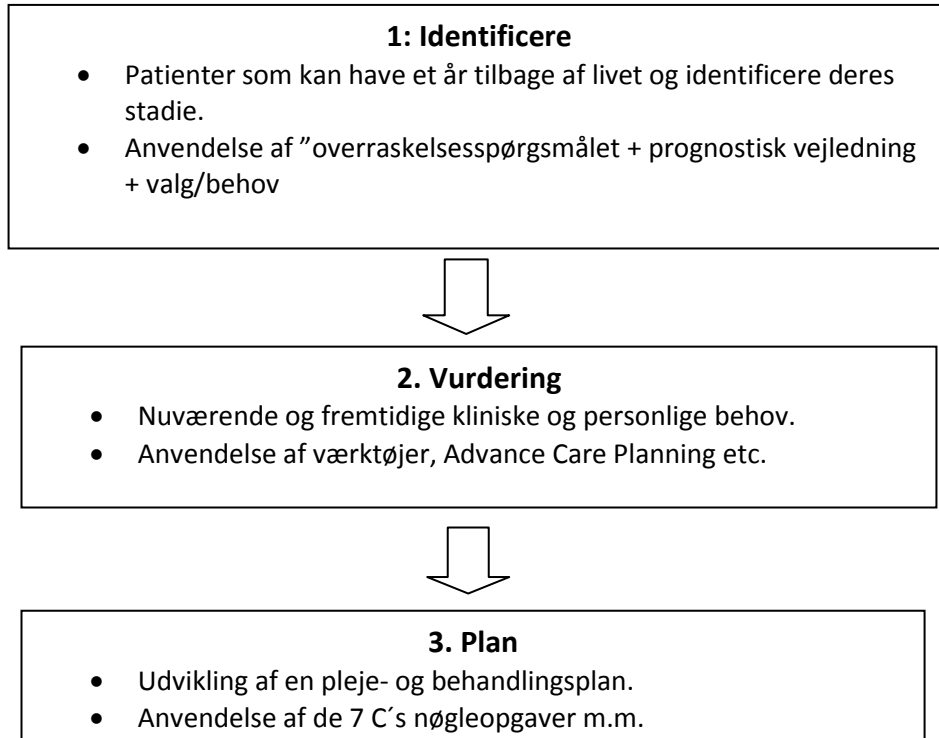 1: Identificere
• Patienter som kan have et år tilbage af livet og identificere deres
stadie.
• Anvendelse af ”overraskelsesspørgsmålet + prognostisk vejledning
+ valg/behov
2. Vurdering
• Nuværende og fremtidige kliniske og personlige behov.
• Anvendelse af værktøjer, Advance Care Planning etc.
3. Plan
• Udvikling af en pleje- og behandlingsplan.
• Anvendelse af de 7 C´s nøgleopgaver m.m.